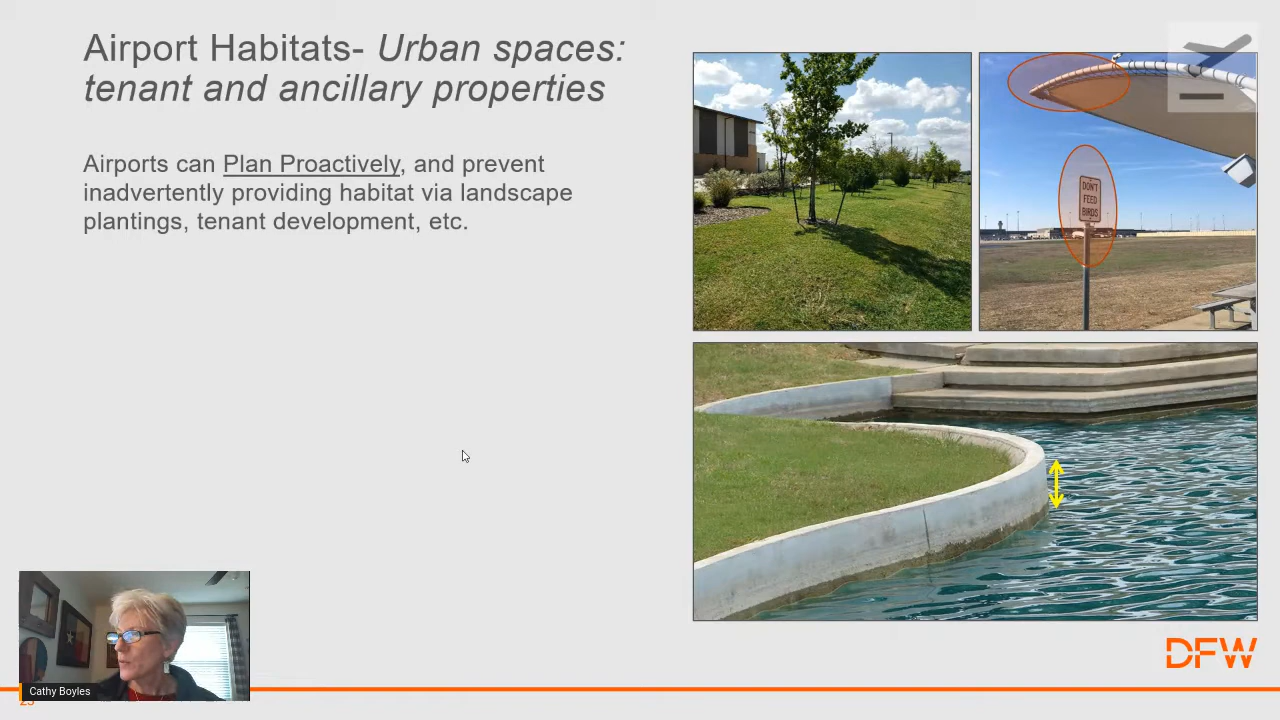 Airport Habitats- Urban spaces:
tenant and ancillary properties
Airports can Plan Proactively, and prevent
inadvertently providing habitat via landscape
plantings, tenant development, etc.
DON'T
FEED
BIRDS
DFW
Cathy Boyles